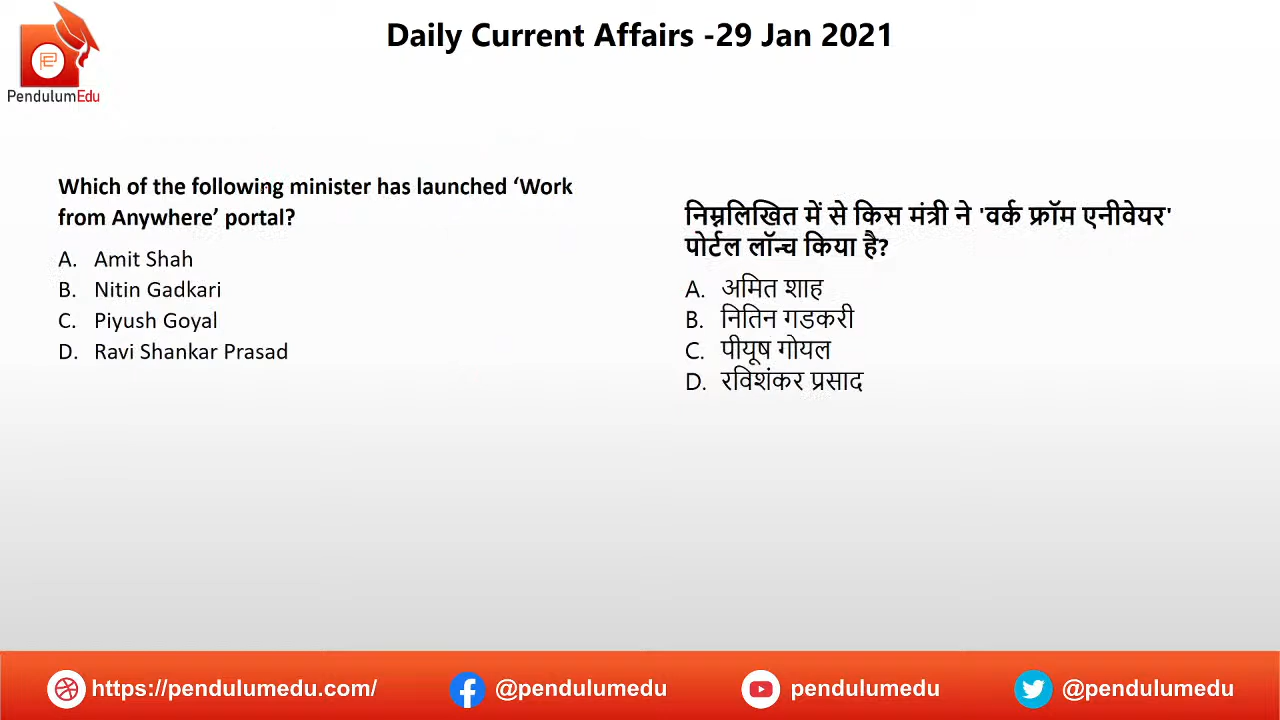 Daily Current Affairs -29 Jan 2021
PendulumEdu
Which of the following minister has launched ‘Work
from Anywhere’ portal?
A. Amit Shah
B. Nitin Gadkari
C. Piyush Goyal
D. Ravi Shankar Prasad
निम्नलिखित में से किस मंत्री ने 'वर्क फ्रॉम एनीवेयर'
पोर्टल लॉन्च किया है?
A. अमित शाह
B. नितिन गडकरी
C. पीयूष गोयल
D. रविशंकर प्रसाद
https://pendulumedu.com/ @pendulumedu pendulumedu @pendulumedu